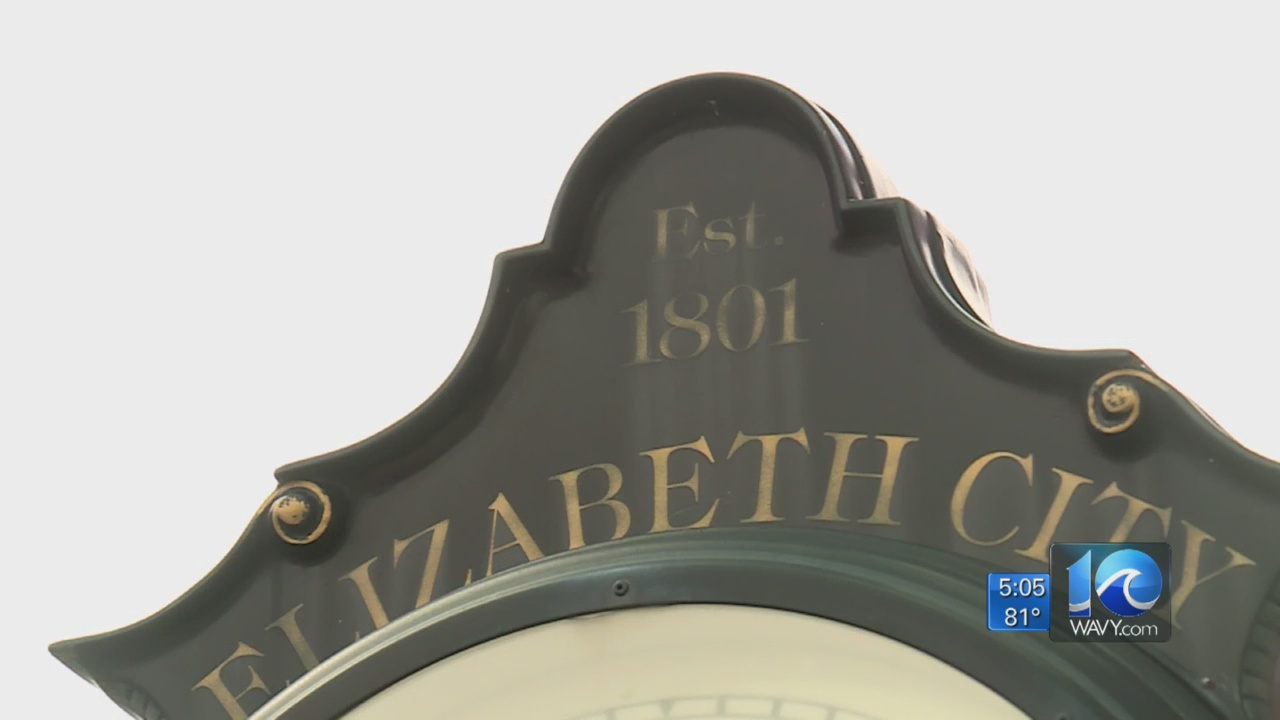 Est.
1801
ELIZABETH CITY
5:05
81°
10
WAVY.com